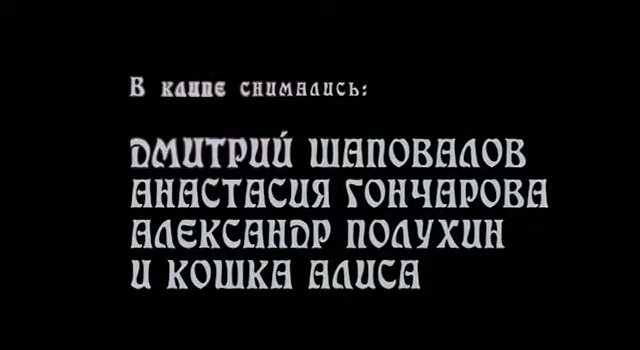 В клипе снимались:
ДМИТРИЙ ШАПОВАЛОВ
АНАСТАСИЯ ГОНЧАРОВА
АЛЕКСАНДР ПОЛУХИН
И КОШКА АЛИСА